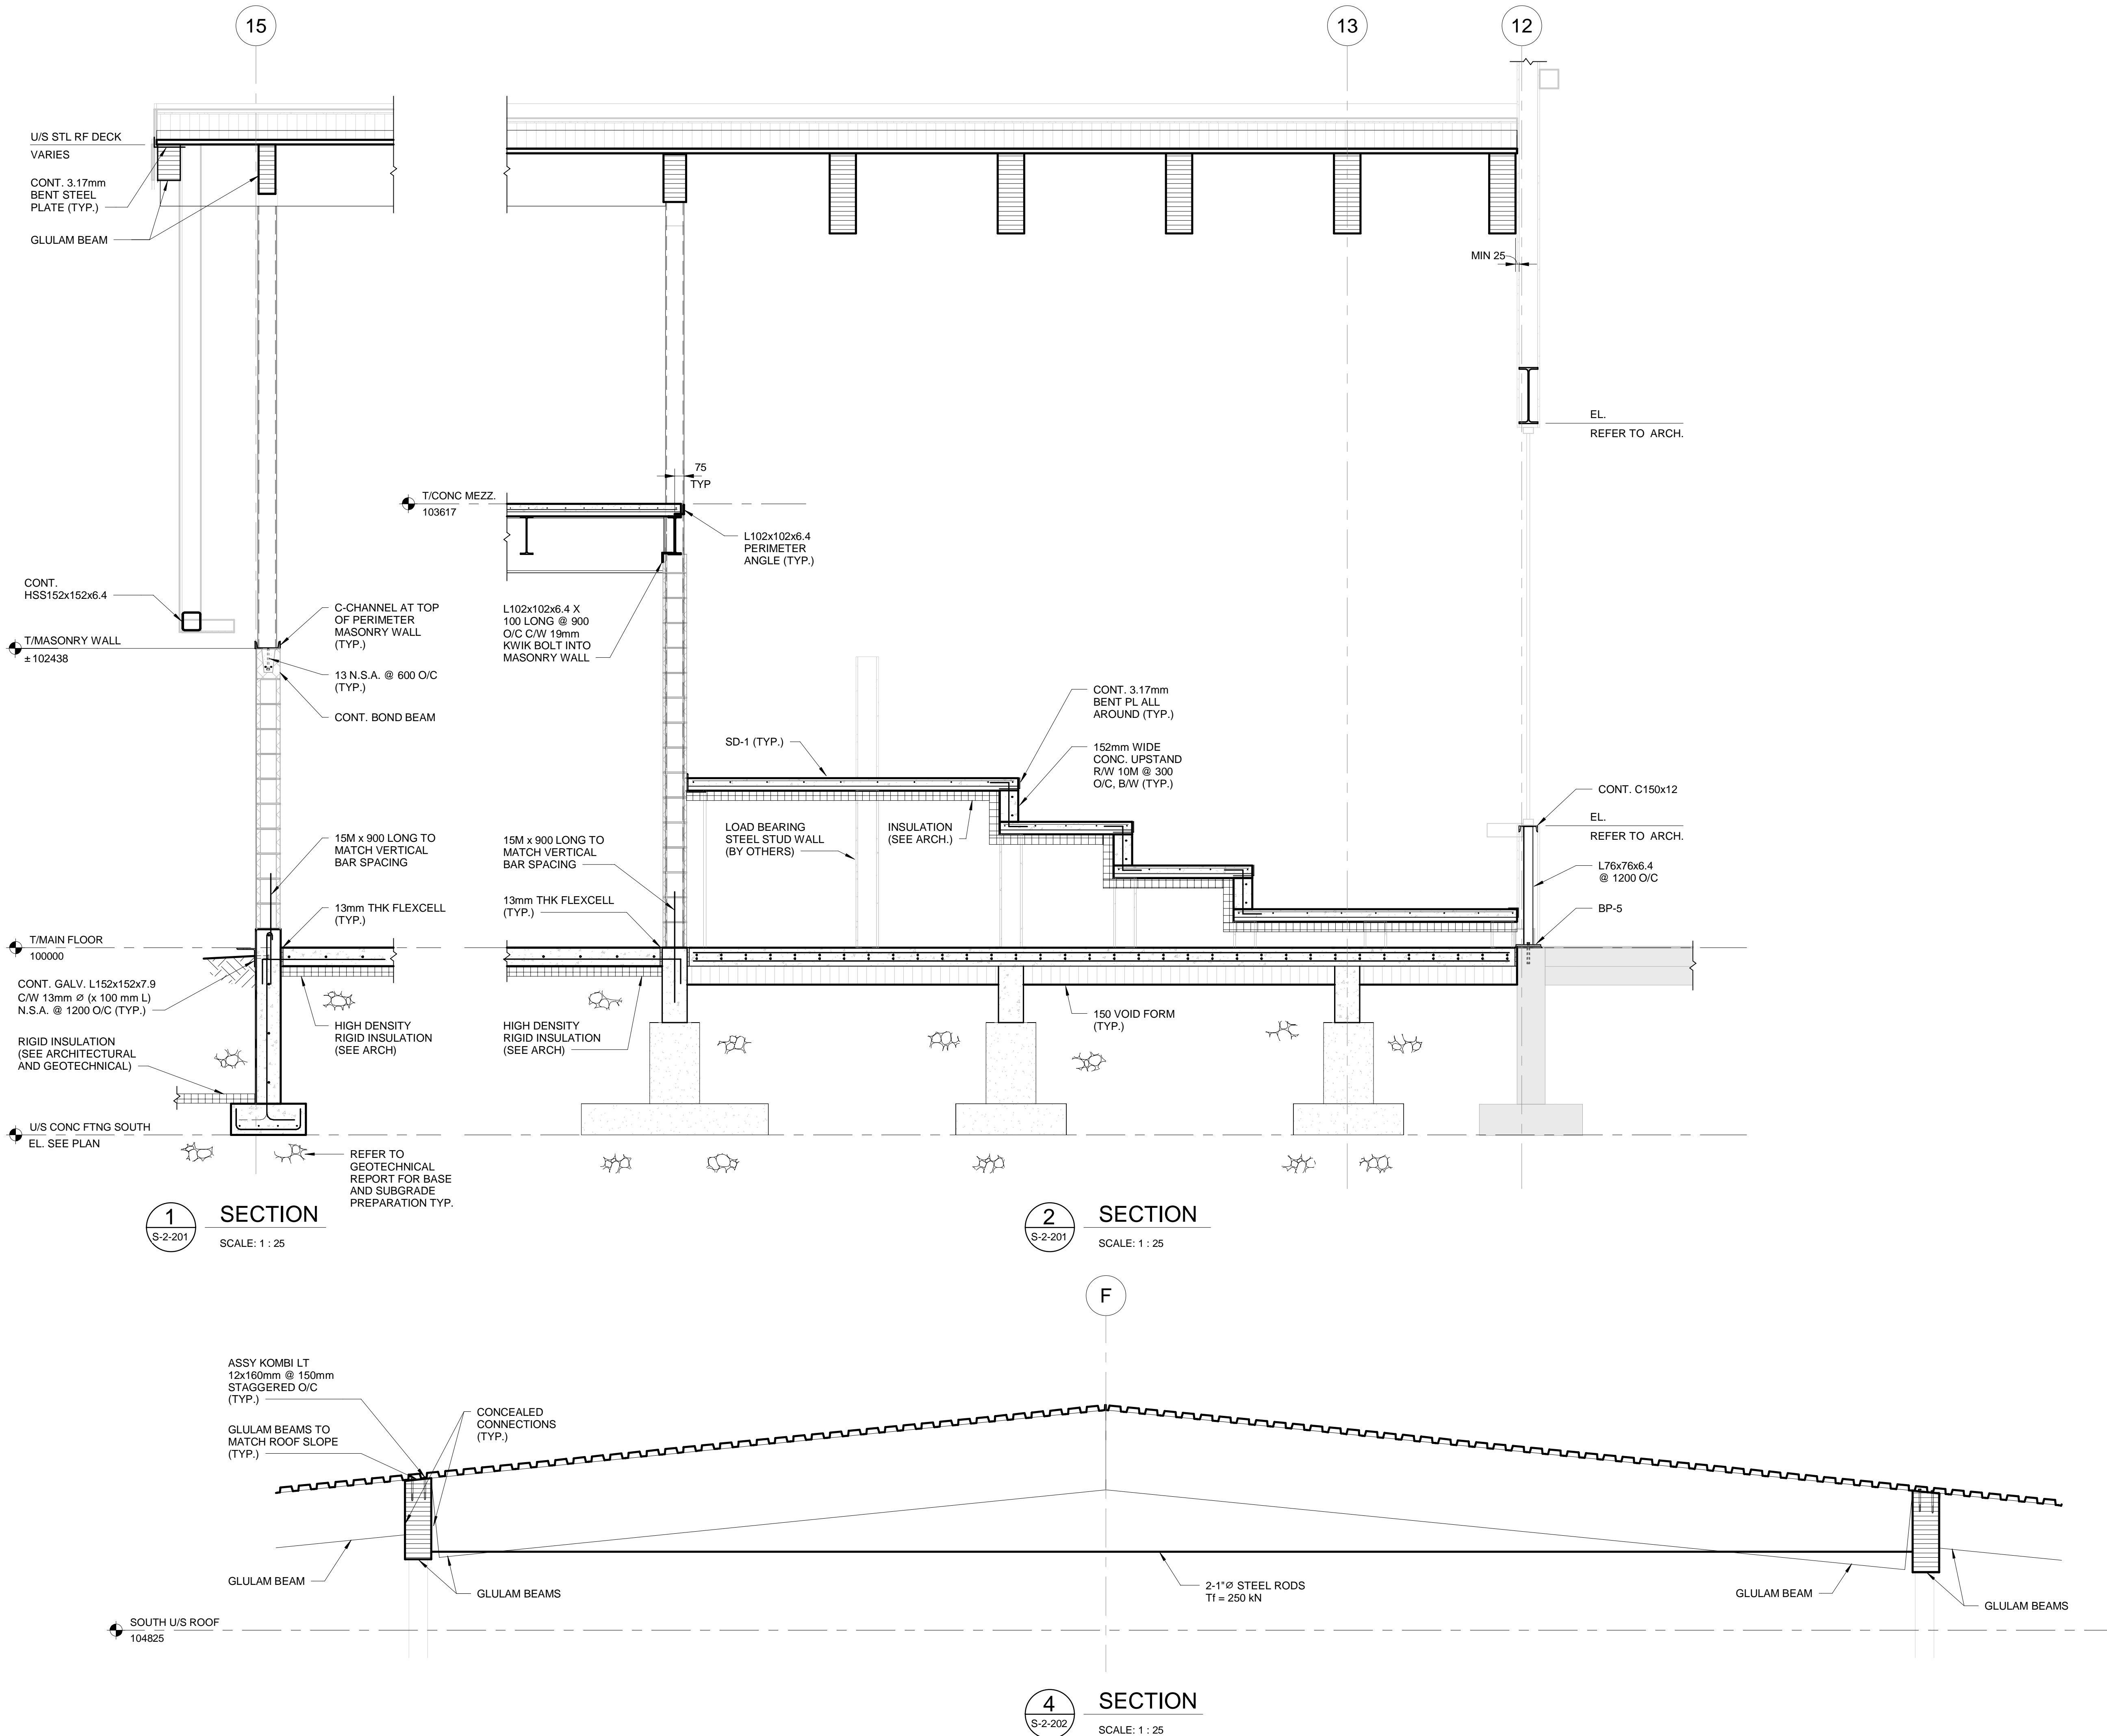 15
13
12
U/S STL RF DECK
VARIES
CONT. 3.17mm
BENT STEEL
PLATE (TYP.)
GLULAM BEAM
MIN 25
EL.
REFER TO ARCH.
75
TYP
T/CONC MEZZ.
103617
L102x102x6.4
PERIMETER
ANGLE (TYP.)
CONT.
HSS152x152x6.4
C-CHANNEL AT TOP
OF PERIMETER
MASONRY WALL
(TYP.)
L102x102x6.4 X
100 LONG @ 900
O/C C/W 19mm
KWIK BOLT INTO
MASONRY WALL
T/MASONRY WALL
±102438
13 N.S.A. @ 600 O/C
(TYP.)
CONT. BOND BEAM
CONT. 3.17mm
BENT PL ALL
AROUND (TYP.)
SD-1 (TYP.)
152mm WIDE
CONC. UPSTAND
R/W 10M @ 300
O/C, B/W (TYP.)
CONT. C150x12
EL.
REFER TO ARCH.
15M x 900 LONG TO
MATCH VERTICAL
BAR SPACING
15M x 900 LONG TO
MATCH VERTICAL
BAR SPACING
LOAD BEARING
STEEL STUD WALL
(BY OTHERS)
INSULATION
(SEE ARCH.)
L76x76x6.4
@ 1200 O/C
13mm THK FLEXCELL
(TYP.)
13mm THK FLEXCELL
(TYP.)
BP-5
T/MAIN FLOOR
100000
CONT. GALV. L152x152x7.9
C/W 13mm Ø (x 100 mm L)
N.S.A. @ 1200 O/C (TYP.)
HIGH DENSITY
RIGID INSULATION
(SEE ARCH)
HIGH DENSITY
RIGID INSULATION
(SEE ARCH)
150 VOID FORM
(TYP.)
RIGID INSULATION
(SEE ARCHITECTURAL
AND GEOTECHNICAL)
U/S CONC FTNG SOUTH
EL. SEE PLAN
REFER TO
GEOTECHNICAL
REPORT FOR BASE
AND SUBGRADE
PREPARATION TYP.
1
S-2-201
SECTION
SCALE: 1 : 25
2
S-2-201
SECTION
SCALE: 1 : 25
F
ASSY KOMBI LT
12x160mm @ 150mm
STAGGERED O/C
(TYP.)
CONCEALED
CONNECTIONS
(TYP.)
GLULAM BEAMS TO
MATCH ROOF SLOPE
(TYP.)
GLULAM BEAM
GLULAM BEAMS
2-1"Ø STEEL RODS
Tf = 250 kN
GLULAM BEAM
GLULAM BEAMS
SOUTH U/S ROOF
104825
4
S-2-202
SECTION
SCALE: 1 : 25